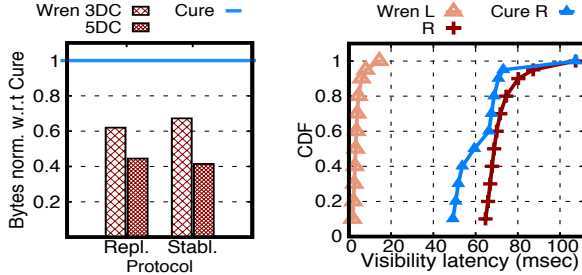 Wren 3DC
5DC
Cure
Bytes norm. w.r.t Cure
1
0.8
0.6
0.4
0.2
0
Repl. Stabl.
Protocol
Wren L
R
Cure R
CDF
1
0.8
0.6
0.4
0.2
0
0 20 40 60 80 100
Visibility latency (msec)